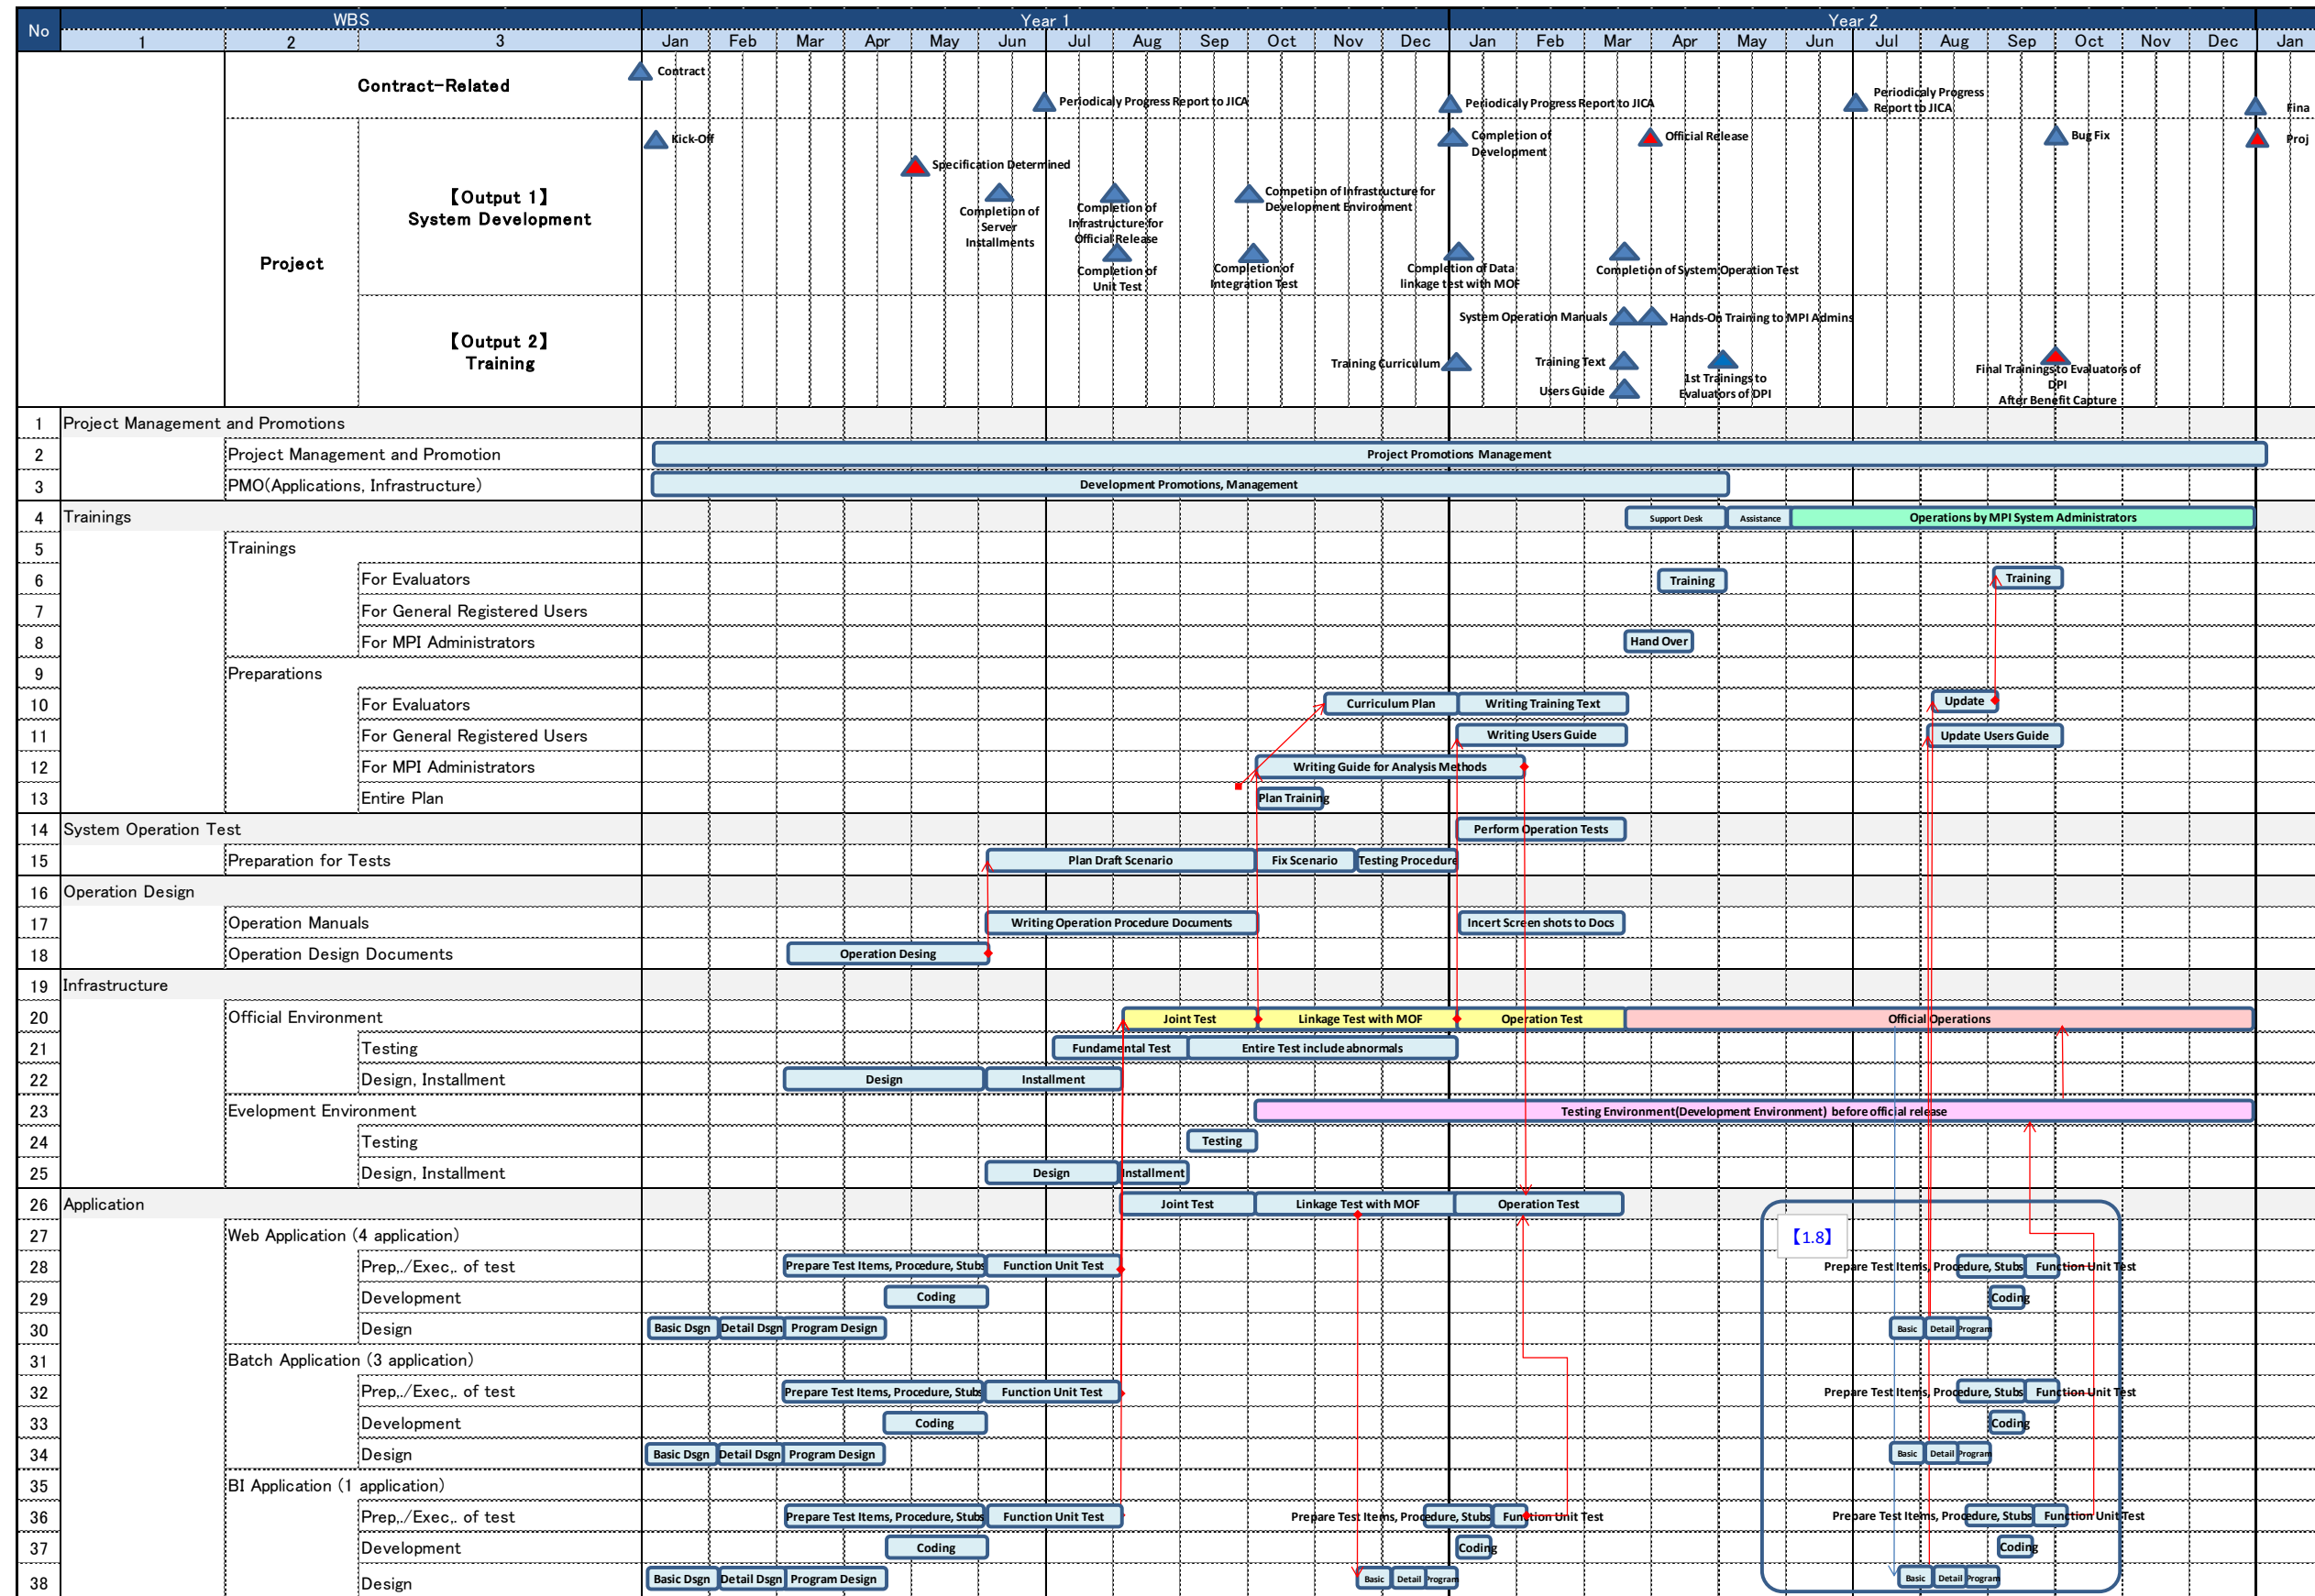 No
WBS
Year 1
Year 2
1
2
3
Jan
Feb
Mar
Apr
May
Jun
Jul
Aug
Sep
Oct
Nov
Dec
Jan
Feb
Mar
Apr
May
Jun
Jul
Aug
Sep
Oct
Nov
Dec
Jan
Contract-Related
Contract
Periodicaly Progress Report to JICA
Periodicaly Progress Report to JICA
Periodicaly Progress
Report to JICA
Fina
Project
【Output 1】
System Development
Kick-Off
Completion of
Development
Official Release
Bug Fix
Proj
Specification Determined
Completion of
Server
Installments
Completion of
Infrastructure for
Official Release
Competion of Infrastructure for
Development Environment
Completion of
Unit Test
Completion of
Integration Test
Completion of Data
linkage test with MOF
Completion of System Operation Test
【Output 2】
Training
System Operation Manuals
Hands-On Training to MPI Admins
Training Curriculum
Training Text
1st Trainings to
Evaluators of DPI
Final Trainings to Evaluators of
DPI
After Benefit Capture
Users Guide
1 Project Management and Promotions
2 Project Management and Promotion
Project Promotions Management
3 PMO(Applications, Infrastructure)
Development Promotions, Management
4 Trainings
Support Desk
Assistance
Operations by MPI System Administrators
5 Trainings
6 For Evaluators
Training
Training
7 For General Registered Users
8 For MPI Administrators
Hand Over
9 Preparations
10 For Evaluators
Curriculum Plan
Writing Training Text
Update
11 For General Registered Users
Writing Users Guide
Update Users Guide
12 For MPI Administrators
Writing Guide for Analysis Methods
13 Entire Plan
Plan Training
14 System Operation Test
Perform Operation Tests
15 Preparation for Tests
Plan Draft Scenario
Fix Scenario
Testing Procedure
16 Operation Design
17 Operation Manuals
Writing Operation Procedure Documents
Incert Screen shots to Docs
18 Operation Design Documents
Operation Desing
19 Infrastructure
20 Official Environment
Joint Test
Linkage Test with MOF
Operation Test
Official Operations
21 Testing
Fundamental Test
Entire Test include abnormals
22 Design, Installment
Design
Installment
23 Evelopment Environment
Testing Environment(Development Environment) before official release
24 Testing
Testing
25 Design, Installment
Design
Installment
26 Application
Joint Test
Linkage Test with MOF
Operation Test
27 Web Application (4 application)
【1.8】
28 Prep,./Exec,. of test
Prepare Test Items, Procedure, Stubs
Function Unit Test
Prepare Test Items, Procedure, Stubs
Function Unit Test
29 Development
Coding
Coding
30 Design
Basic Dsgn
Detail Dsgn
Program Design
Basic
Detail
Program
31 Batch Application (3 application)
32 Prep,./Exec,. of test
Prepare Test Items, Procedure, Stubs
Function Unit Test
Prepare Test Items, Procedure, Stubs
Function Unit Test
33 Development
Coding
Coding
34 Design
Basic Dsgn
Detail Dsgn
Program Design
Basic
Detail
Program
35 BI Application (1 application)
36 Prep,./Exec,. of test
Prepare Test Items, Procedure, Stubs
Function Unit Test
Prepare Test Items, Procedure, Stubs
Function Unit Test
Prepare Test Items, Procedure, Stubs
Function Unit Test
37 Development
Coding
Coding
Coding
38 Design
Basic Dsgn
Detail Dsgn
Program Design
Basic
Detail
Program
Basic
Detail
Program